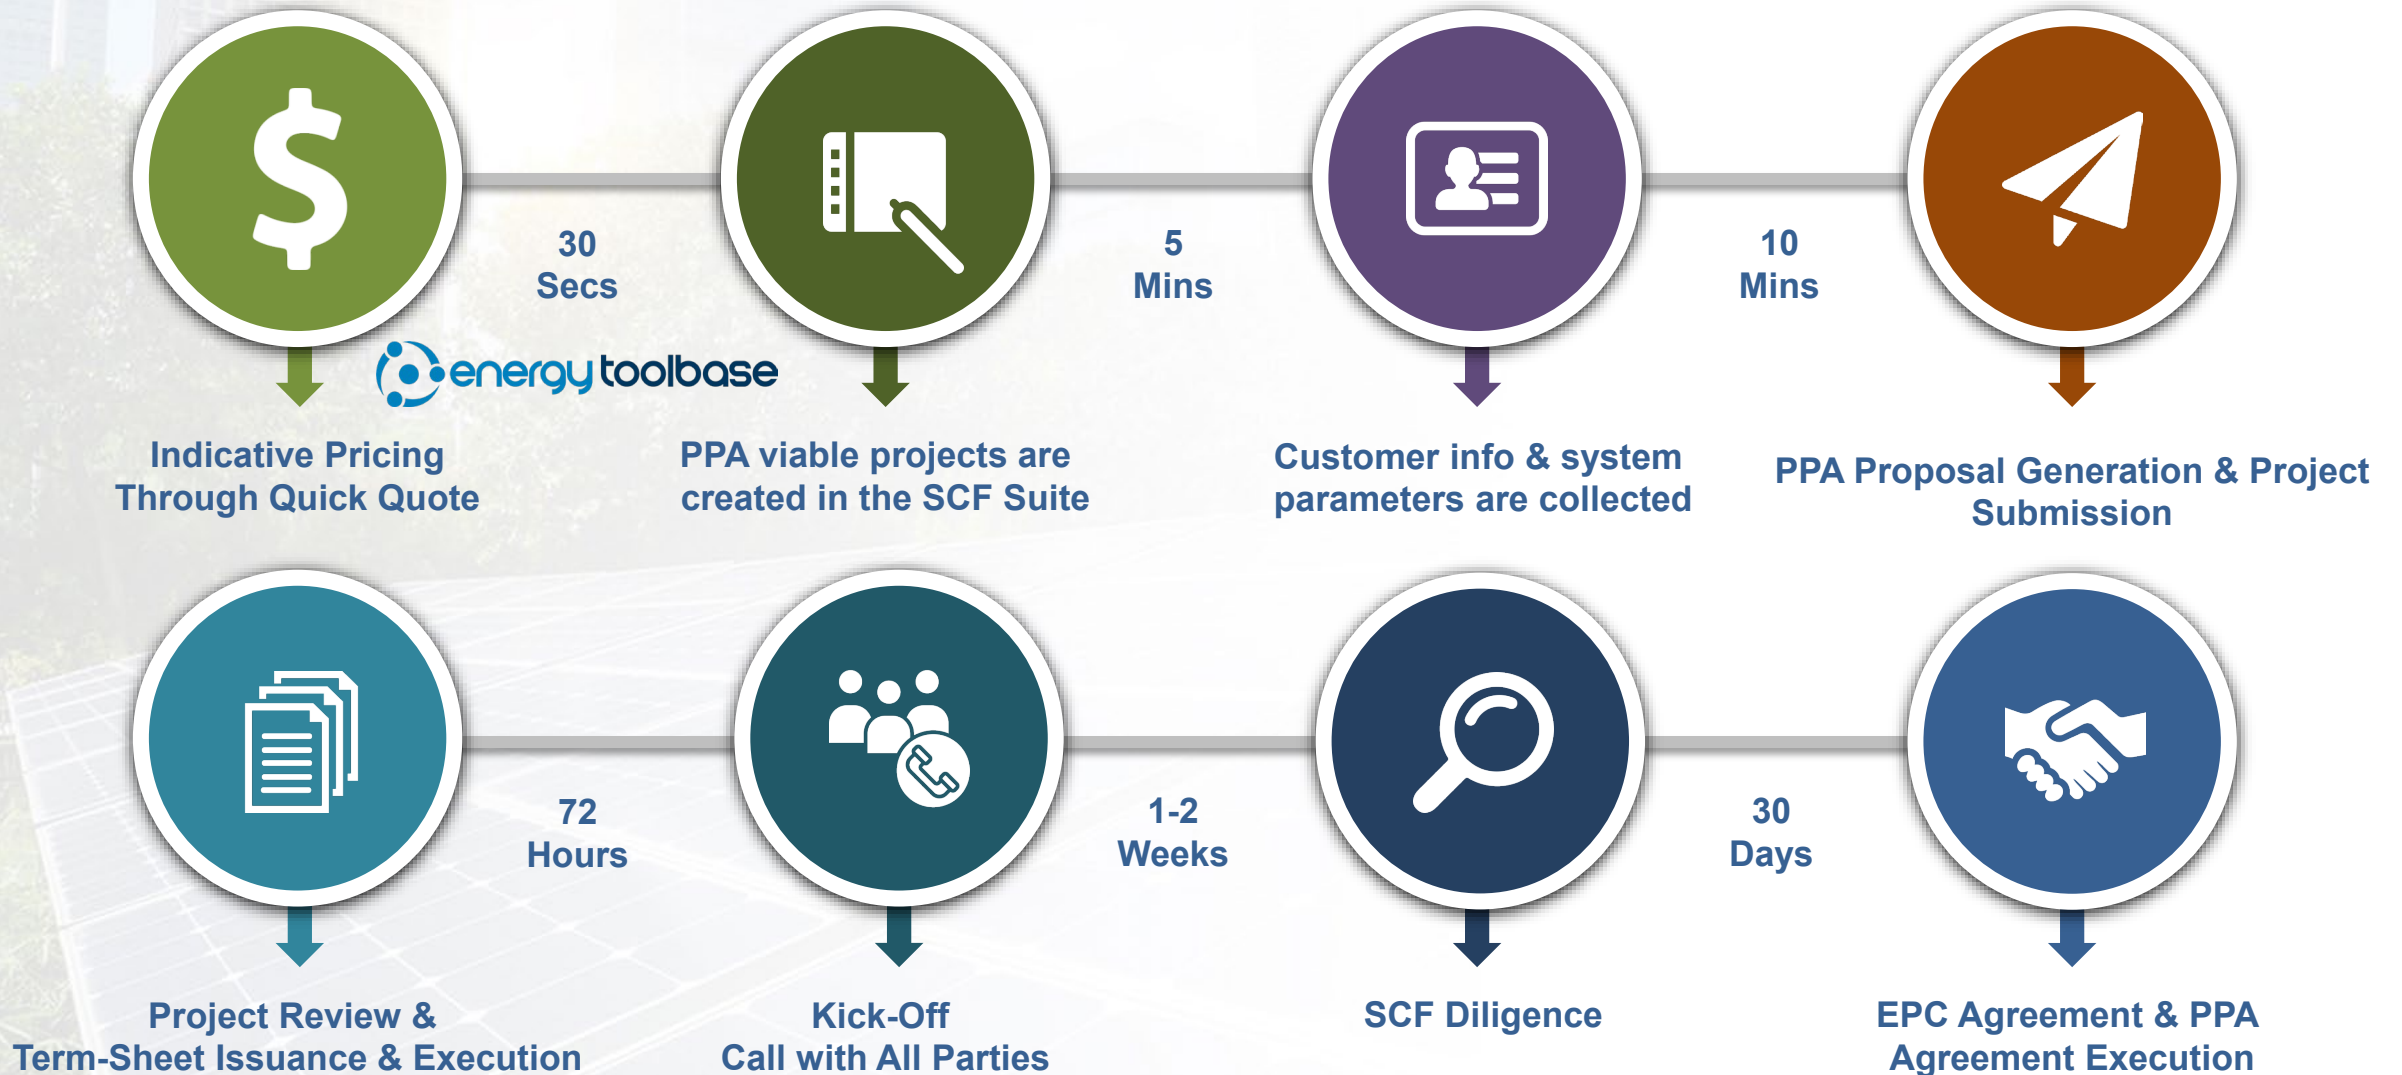 30
Secs
5
Mins
10
Mins
energy toolbase
Indicative Pricing
Through Quick Quote
PPA viable projects are
created in the SCF Suite
Customer info & system
parameters are collected
PPA Proposal Generation & Project
Submission
72
Hours
1-2
Weeks
30
Days
Project Review &
Term-Sheet Issuance & Execution
Kick-Off
Call with All Parties
SCF Diligence
EPC Agreement & PPA
Agreement Execution